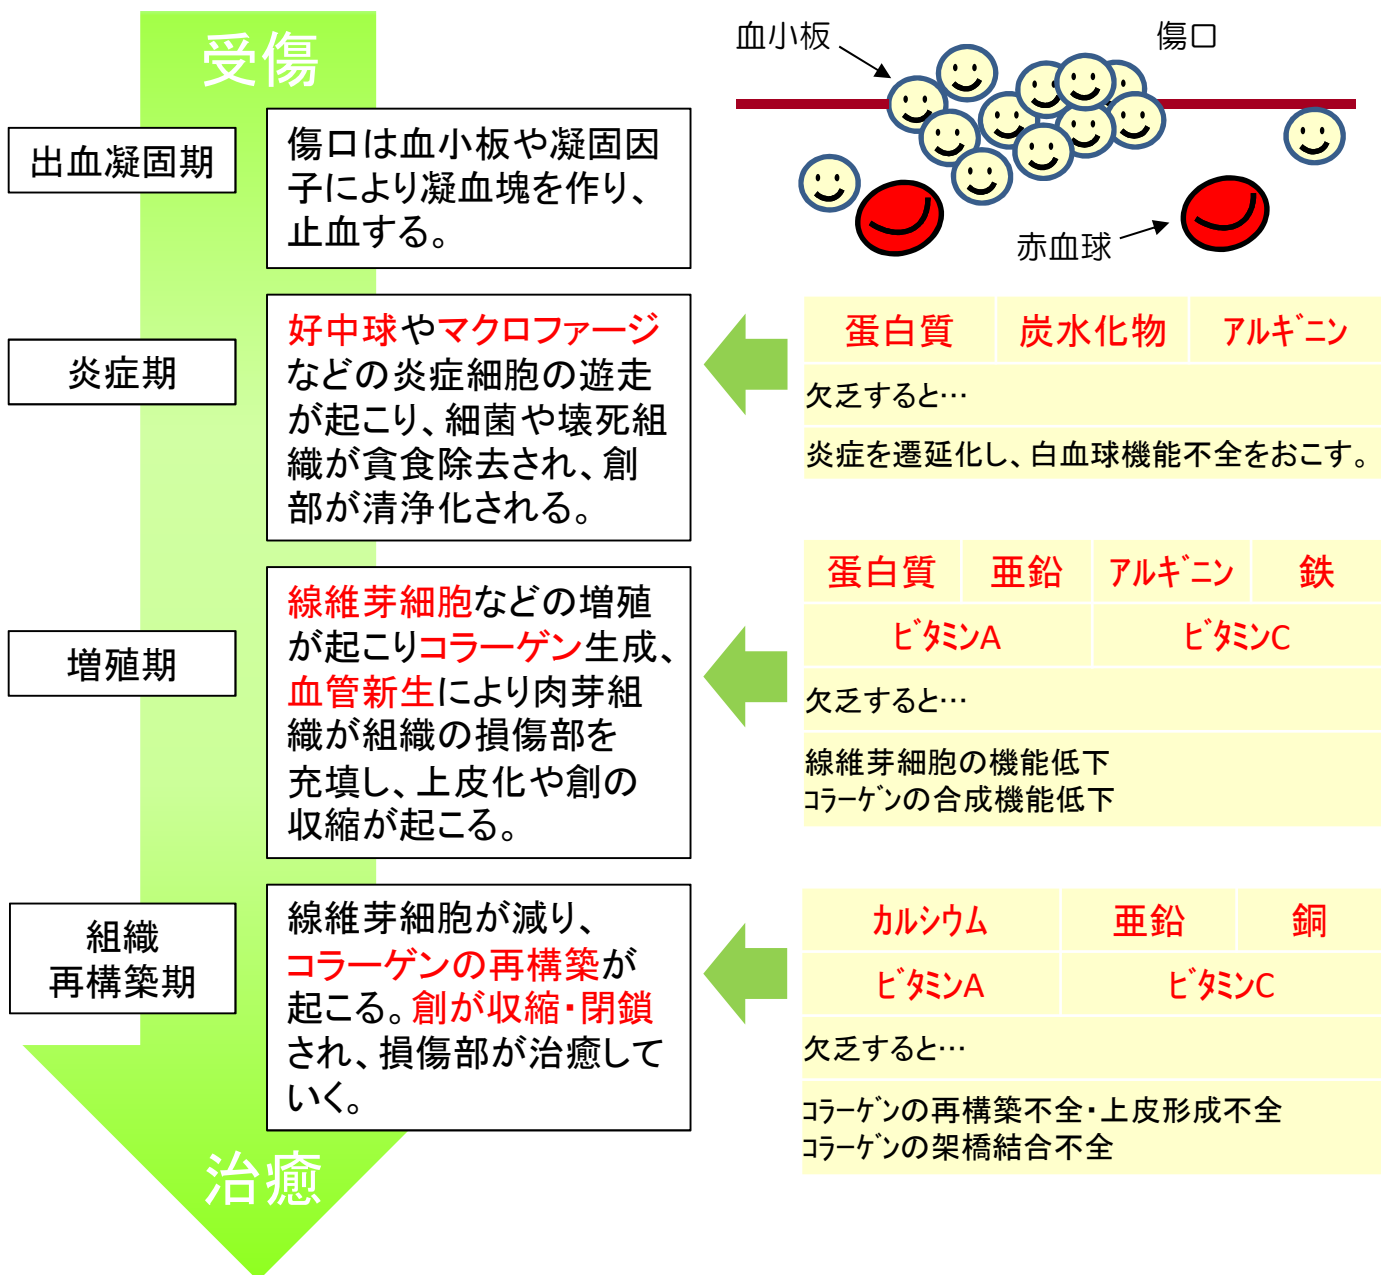 受傷
血小板
傷口
赤血球
出血凝固期
傷口は血小板や凝固因
子により凝血塊を作り、
止血する。
炎症期
好中球やマクロファージ
などの炎症細胞の遊走
が起こり、細菌や壊死組
織が貪食除去され、創
部が清浄化される。
蛋白質 炭水化物 アルギニン
欠乏すると…
炎症を遷延化し、白血球機能不全をおこす。
増殖期
線維芽細胞などの増殖
が起こりコラーゲン生成、
血管新生により肉芽組
織が組織の損傷部を
充填し、上皮化や創の
収縮が起こる。
蛋白質 亜鉛 アルギニン 鉄
ビタミンA ビタミンC
欠乏すると…
線維芽細胞の機能低下
コラーゲンの合成機能低下
組織
再構築期
線維芽細胞が減り、
コラーゲンの再構築が
起こる。創が収縮・閉鎖
され、損傷部が治癒して
いく。
カルシウム 亜鉛 銅
ビタミンA ビタミンC
欠乏すると…
コラーゲンの再構築不全・上皮形成不全
コラーゲンの架橋結合不全
治癒